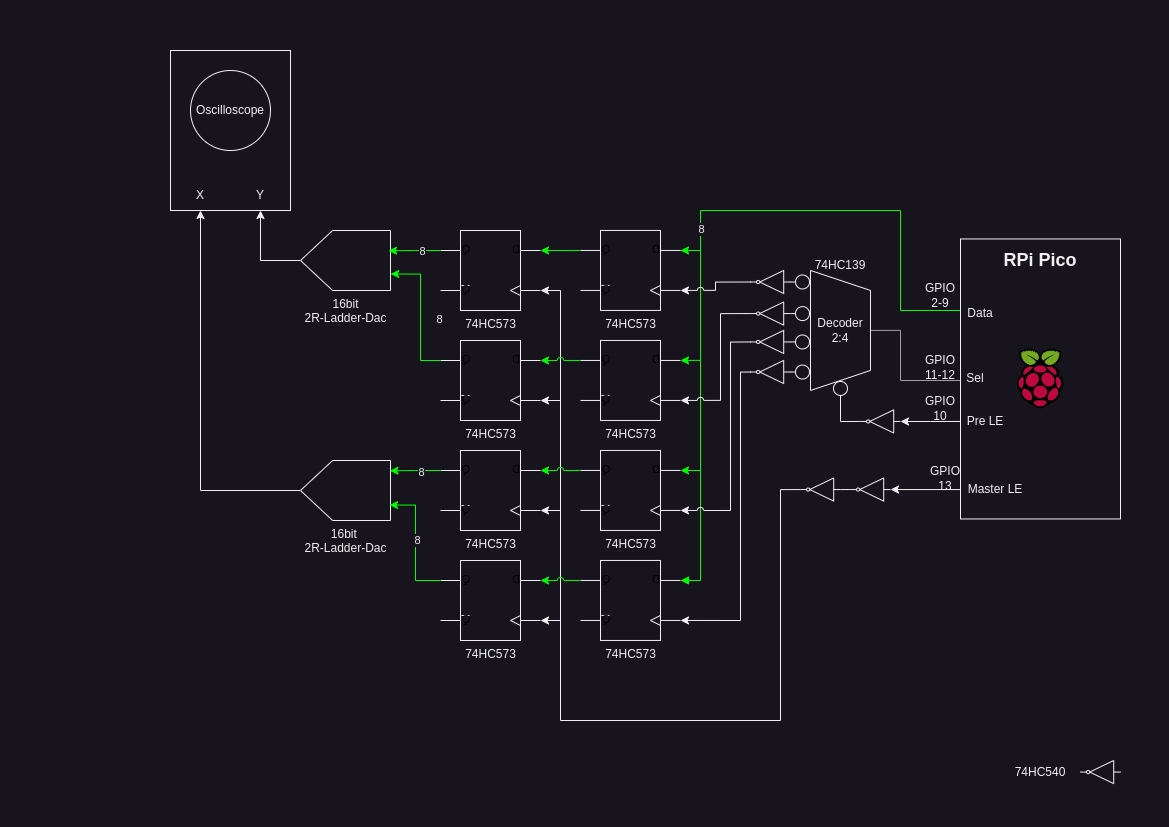 Oscilloscope
X
Y
8
8
16bit
2R-Ladder-Dac
74HC573
74HC573
8
74HC139
Decoder
2:4
RPi Pico
GPIO
2-9
Data
GPIO
11-12
Sel
GPIO
10
Pre LE
74HC573
74HC573
8
GPIO
13
Master LE
16bit
2R-Ladder-Dac
8
74HC573
74HC573
74HC573
74HC573
74HC540